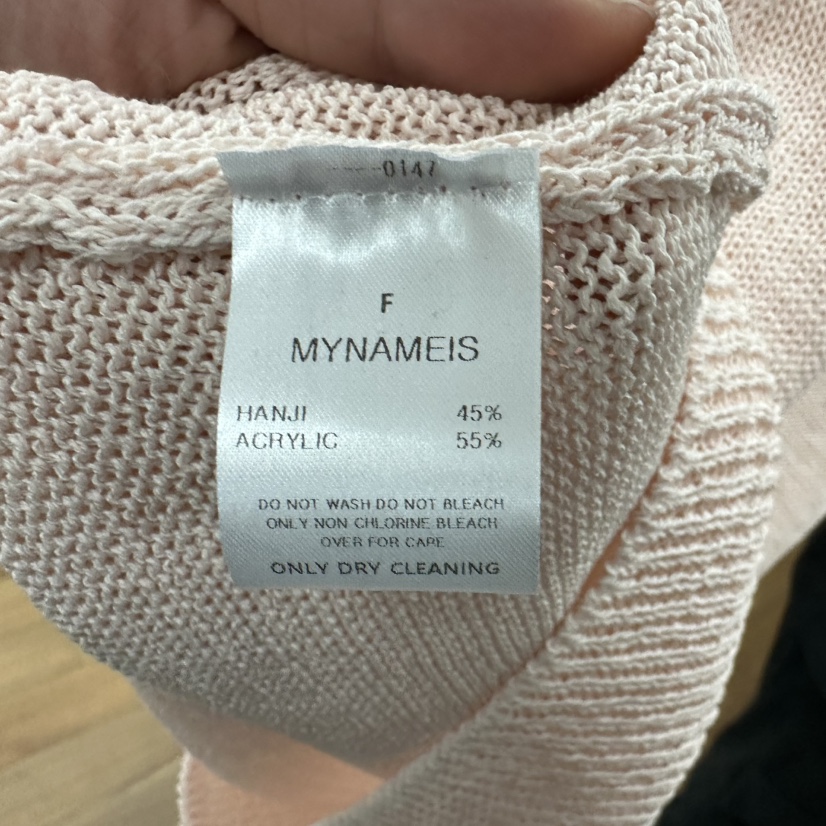 ----0147
F
MYNAMEIS
HANJI 45%
ACRYLIC 55%
DO NOT WASH DO NOT BLEACH
ONLY NON CHLORINE BLEACH
OVER FOR CARE
ONLY DRY CLEANING